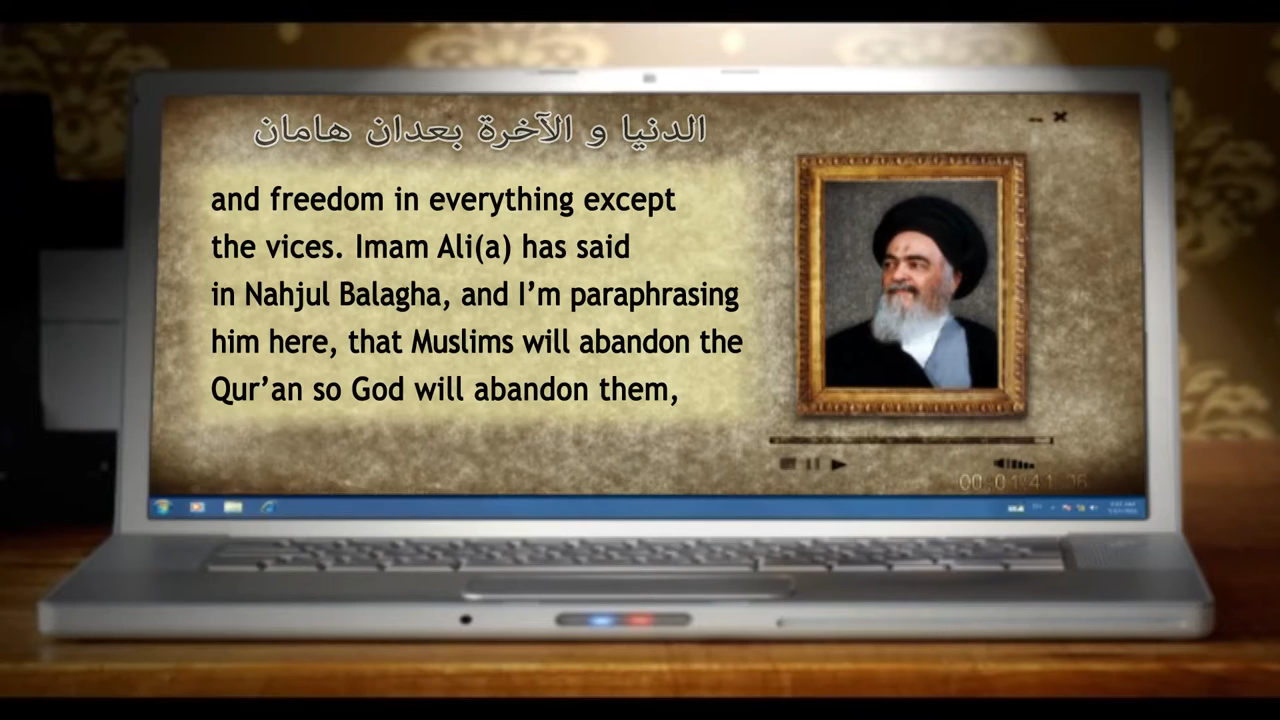 الدنيا و الآخرة بعدان هامان
and freedom in everything except
the vices. Imam Ali(a) has said
in Nahjul Balagha, and I’m paraphrasing
him here, that Muslims will abandon the
Qur’an so God will abandon them,